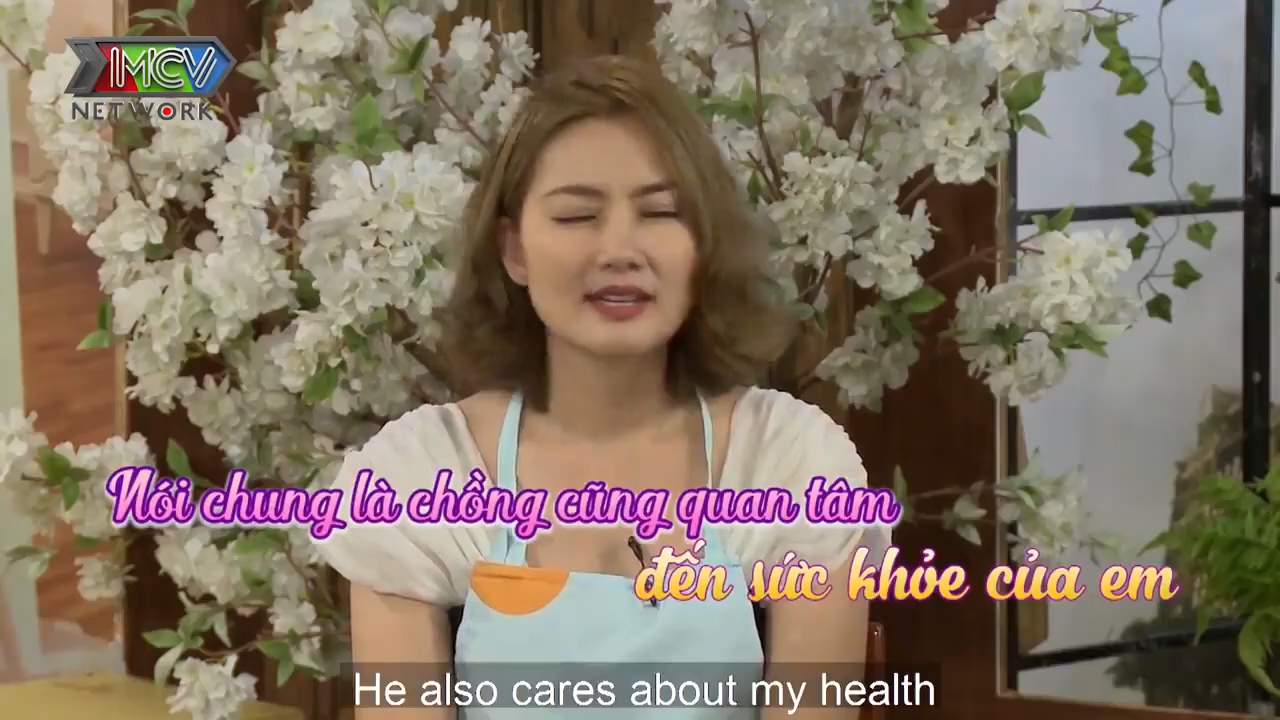 MCV
NETWORK
Nói chung là chồng cũng quan tâm
đến sức khỏe của em
He also cares about my health